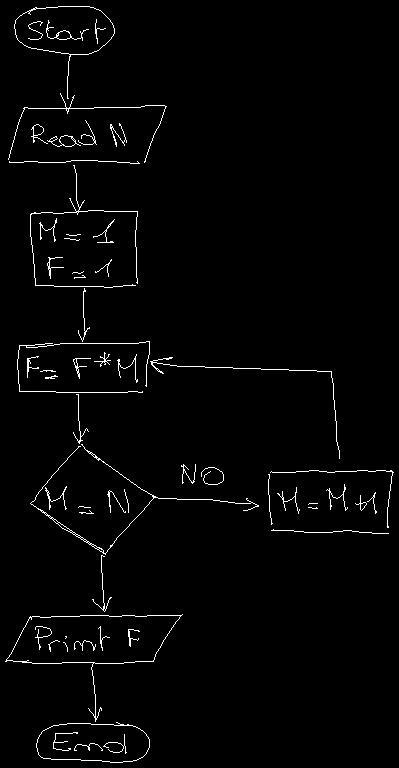 Start
Read N
M = 1
F = 1
F = F * M
M = N
NO
M = M + 1
Print F
End